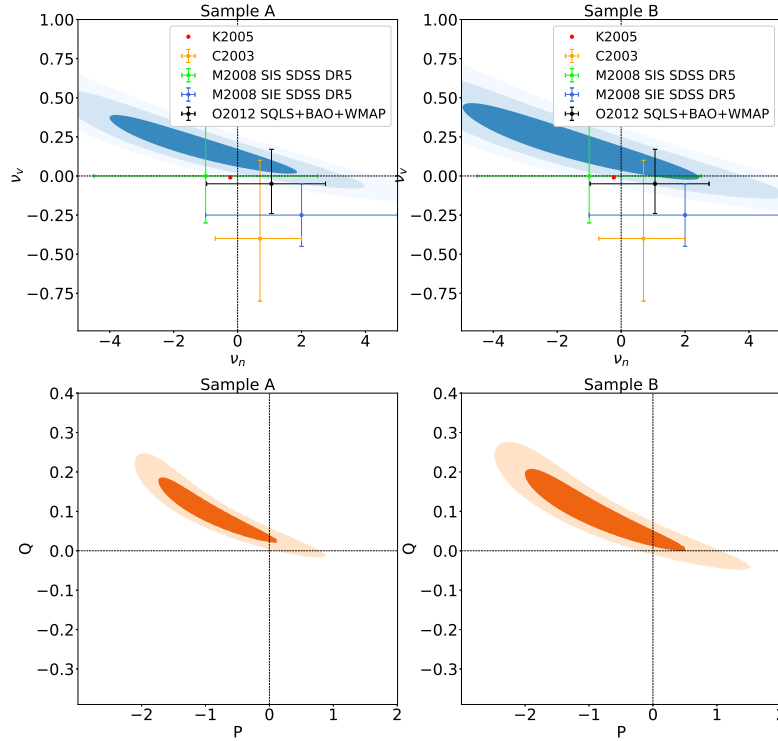 Sample A
Sample B
1.00
0.75
0.50
0.25
0.00
−0.25
−0.50
−0.75
ν_v
K2005
C2003
M2008 SIS SDSS DR5
M2008 SIE SDSS DR5
O2012 SQLS+BAO+WMAP
−4 −2 0 2 4
ν_n
1.00
0.75
0.50
0.25
0.00
−0.25
−0.50
−0.75
ν_v
K2005
C2003
M2008 SIS SDSS DR5
M2008 SIE SDSS DR5
O2012 SQLS+BAO+WMAP
−4 −2 0 2 4
ν_n
Sample A
Sample B
0.4
0.3
0.2
0.1
0.0
−0.1
−0.2
−0.3
Q
−2 −1 0 1 2
P
0.4
0.3
0.2
0.1
0.0
−0.1
−0.2
−0.3
Q
−2 −1 0 1 2
P